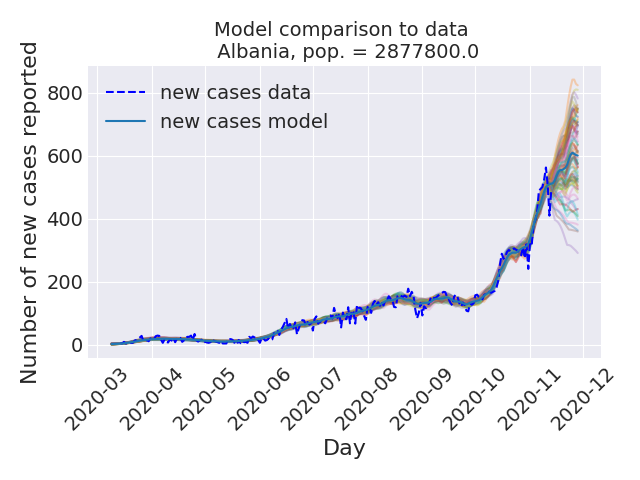 Model comparison to data
Albania, pop. = 2877800.0
Number of new cases reported
800
600
400
200
0
new cases data
new cases model
2020-03
2020-04
2020-05
2020-06
2020-07
2020-08
2020-09
2020-10
2020-11
2020-12
Day